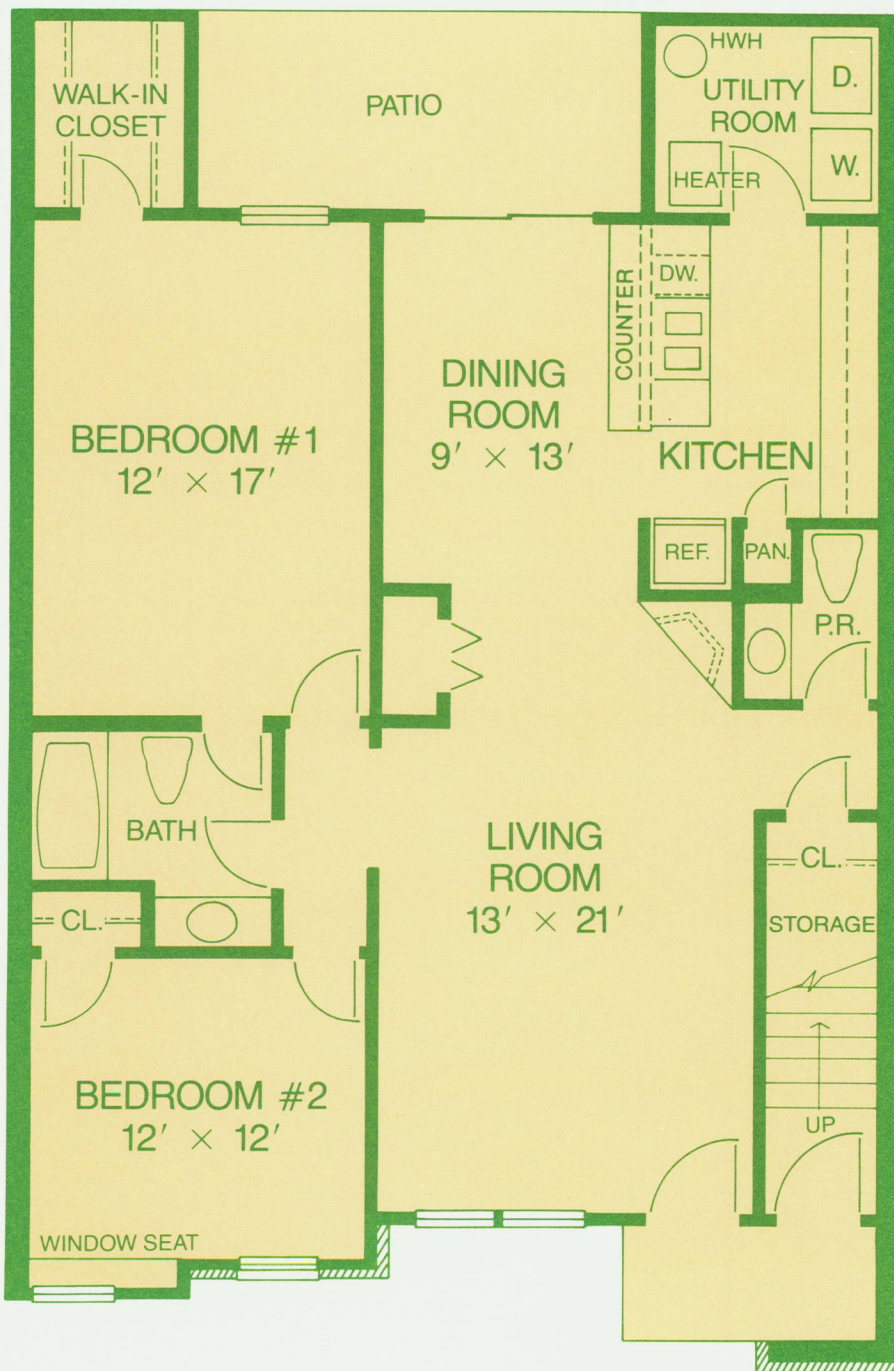 WALK-IN
CLOSET
PATIO
HWH
UTILITY
ROOM
D.
W.
HEATER
COUNTER
DW.
DINING
ROOM
9′ × 13′
BEDROOM #1
12′ × 17′
KITCHEN
REF.
PAN.
P.R.
BATH
LIVING
ROOM
13′ × 21′
CL.
CL.
STORAGE
BEDROOM #2
12′ × 12′
UP
WINDOW SEAT